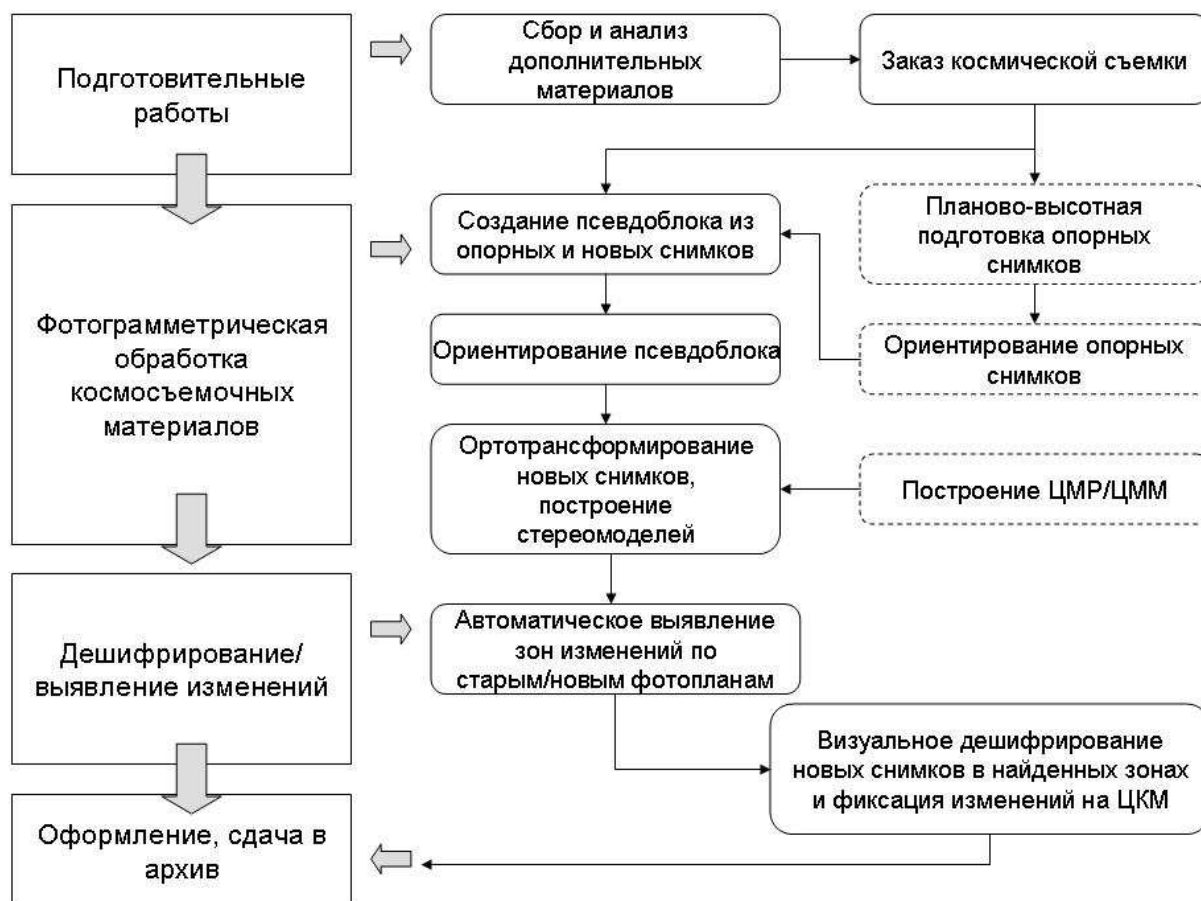 Подготовительные
работы
Сбор и анализ
дополнительных
материалов
Заказ космической съемки
Фотограмметрическая
обработка
космосъемочных
материалов
Создание псевдоблока из
опорных и новых снимков
Планово-высотная
подготовка опорных
снимков
Ориентирование псевдоблока
Ориентирование опорных
снимков
Ортотрансформирование
новых снимков,
построение
стереомоделей
Построение ЦМР/ЦММ
Дешифрирование/
выявление изменений
Автоматическое выявление
зон изменений по
старым/новым фотопланам
Визуальное дешифрирование
новых снимков в найденных зонах
и фиксация изменений на ЦКМ
Оформление, сдача в
архив